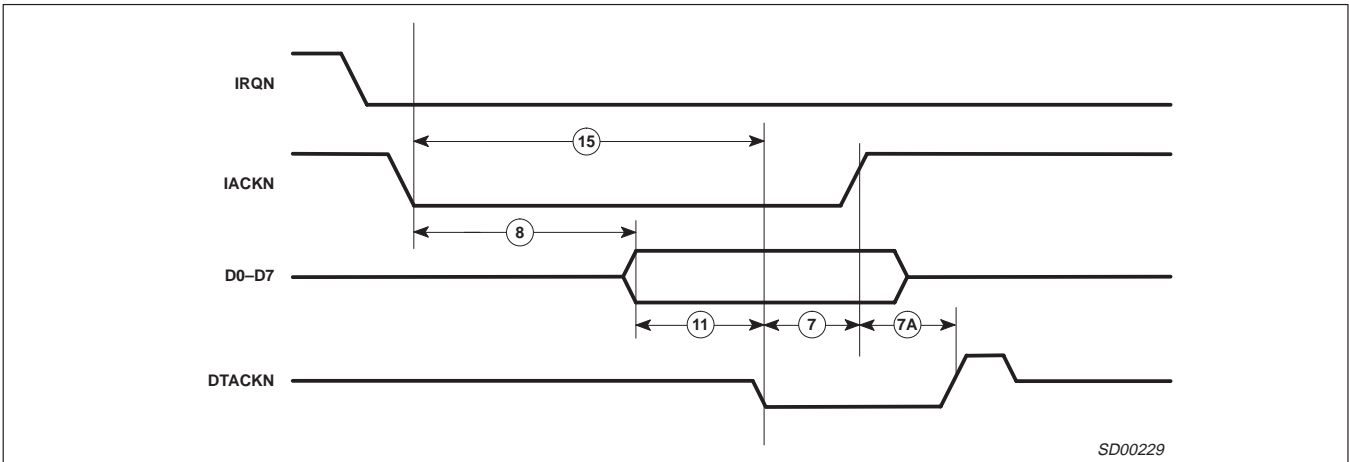 IRQN
15
IACKN
8
D0–D7
11
7
7A
DTACKN
SD00229